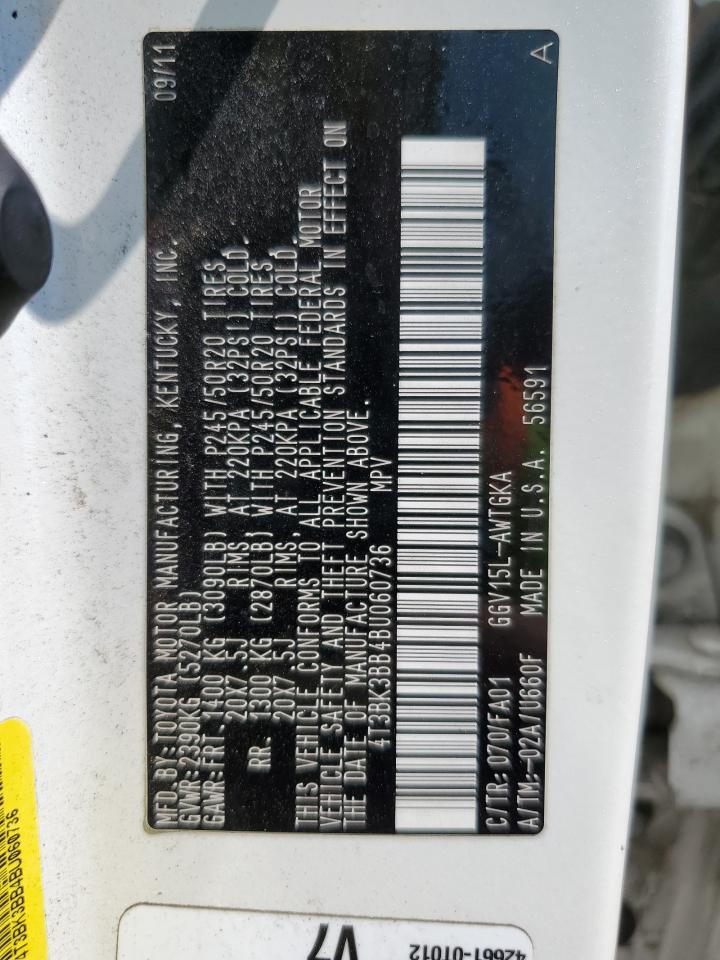 MFD.BY:TOYOTA MOTOR MANUFACTURING, KENTUCKY, INC. 09/11
GVWR:2390KG(5270LB)
GAWR:FR 1400 KG (3090LB) WITH P245/50R20 TIRES,
20X7.5J RIMS, AT 220KPA (32PSI) COLD.
RR 1300 KG (2870LB) WITH P245/50R20 TIRES,
20X7.5J RIMS, AT 220KPA (32PSI) COLD.
THIS VEHICLE CONFORMS TO ALL APPLICABLE FEDERAL MOTOR
VEHICLE SAFETY AND THEFT PREVENTION STANDARDS IN EFFECT ON
THE DATE OF MANUFACTURE SHOWN ABOVE.
4T3BK3BB4BU060736 MPV
C/TR: 070/FA01 GGV15L-AWTGKA
A/TM:-02A/U660F MADE IN U.S.A. 56591 A
4T3BK3BB4BU060736
V7
42661-01012